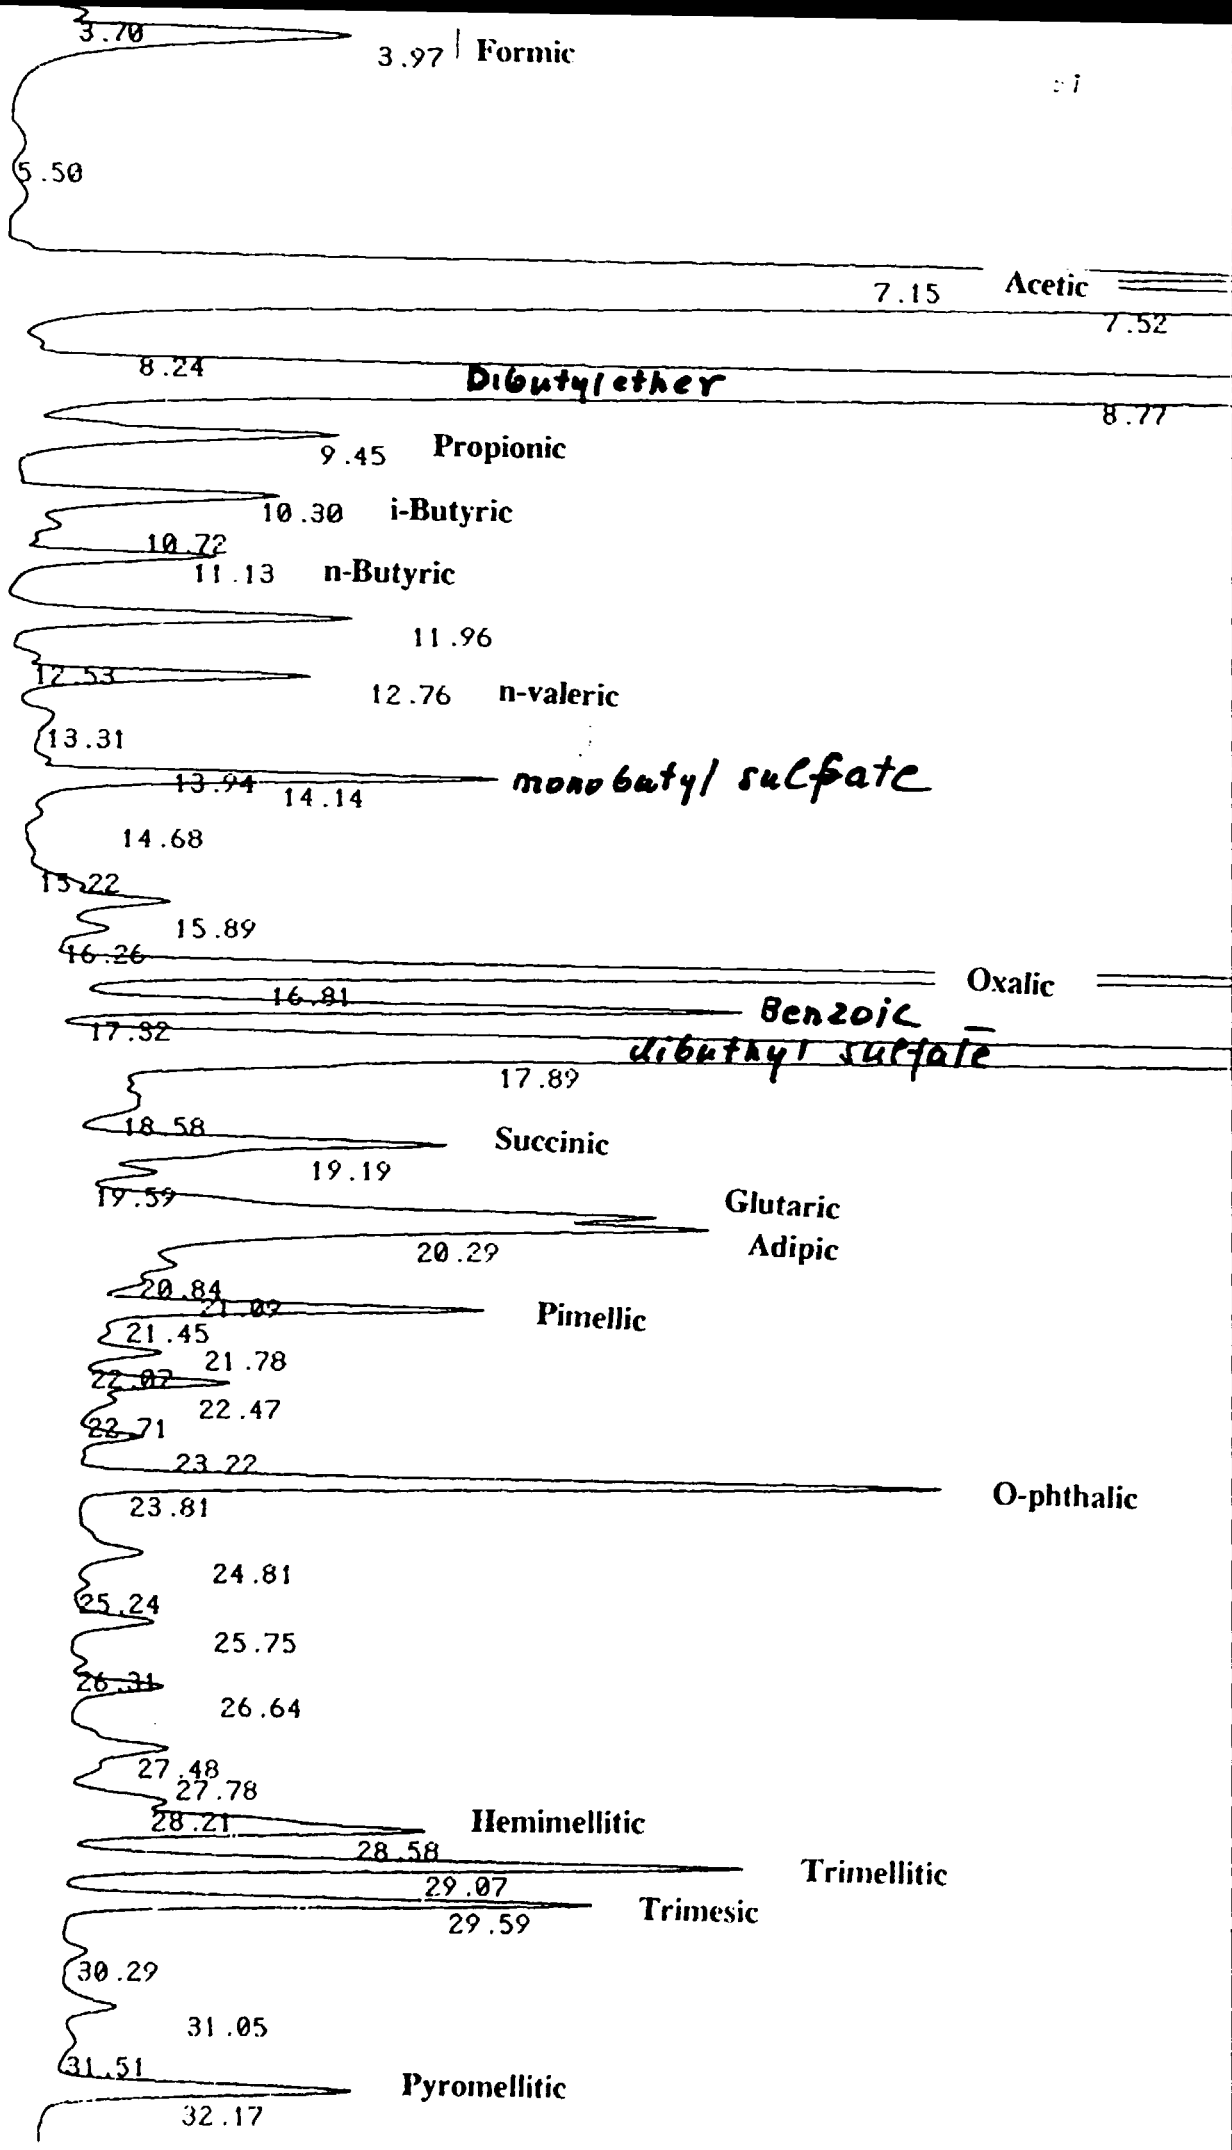 3.70
3.97 Formic
5.50
7.15 Acetic
7.52
8.24
Dibutylether
8.77
9.45 Propionic
10.30 i-Butyric
10.72
11.13 n-Butyric
11.96
12.53
12.76 n-valeric
13.31
13.94 monobutyl sulfate
14.14
14.68
15.22
15.89
16.26
Oxalic
16.81
Benzoic
17.32
dibuthyl sulfate
17.89
18.58
Succinic
19.19
19.59
Glutaric
20.29 Adipic
20.84
21.09
Pimellic
21.45
21.78
22.07
22.47
22.71
23.22
O-phthalic
23.81
24.81
25.24
25.75
26.31
26.64
27.48
27.78
28.21 Hemimellitic
28.58
Trimellitic
29.07
Trimesic
29.59
30.29
31.05
31.51
Pyromellitic
32.17